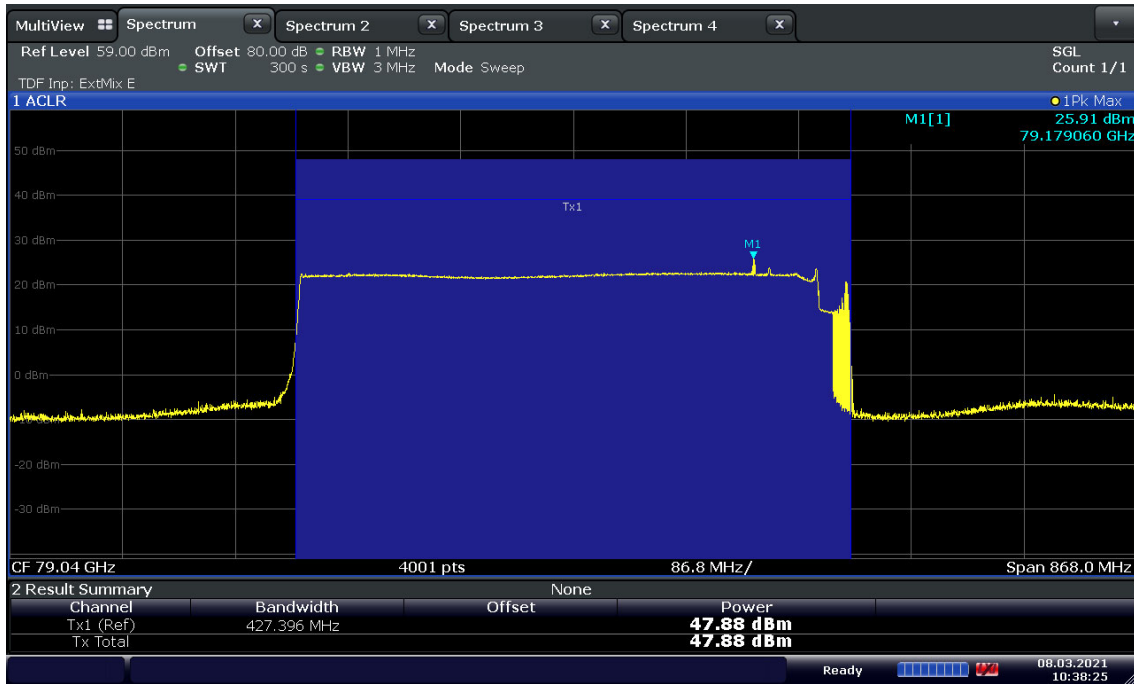 MultiView Spectrum X Spectrum 2 X Spectrum 3 X Spectrum 4 X
Ref Level 59.00 dBm Offset 80.00 dB RBW 1 MHz SGL
SWT 300 s VBW 3 MHz Mode Sweep Count 1/1
TDF Inp: ExtMix E
1 ACLR 1Pk Max
M1[1] 25.91 dBm
79.179060 GHz
50 dBm
40 dBm
Tx1
30 dBm
M1
20 dBm
10 dBm
0 dBm
-10 dBm
-20 dBm
-30 dBm
CF 79.04 GHz 4001 pts 86.8 MHz/ Span 868.0 MHz
2 Result Summary None
Channel Bandwidth Offset Power
Tx1 (Ref) 427.396 MHz 47.88 dBm
Tx Total 47.88 dBm
Ready 08.03.2021
10:38:25